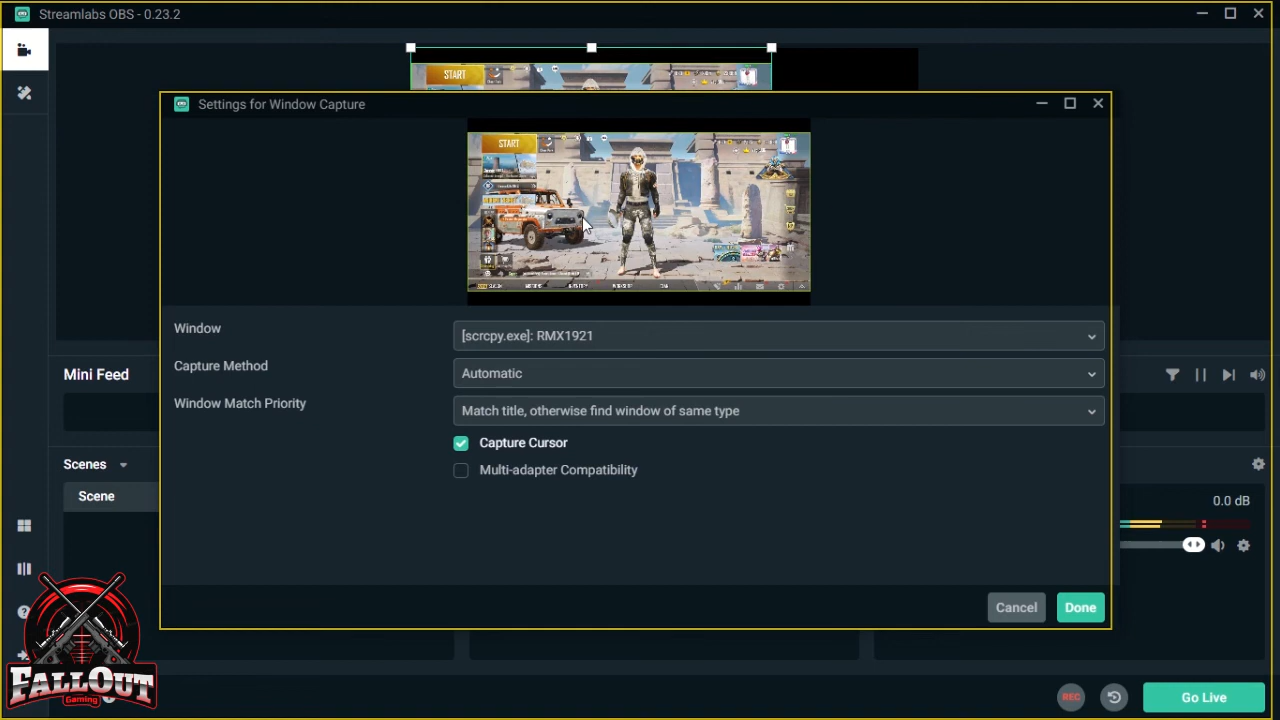 Streamlabs OBS - 0.23.2
START
Settings for Window Capture
START
Window
[scrcpy.exe]: RMX1921
Capture Method
Automatic
Window Match Priority
Match title, otherwise find window of same type
Capture Cursor
Multi-adapter Compatibility
Cancel
Done
Mini Feed
Scenes
Scene
0.0 dB
FALLOUT
Gaming
REC
Go Live